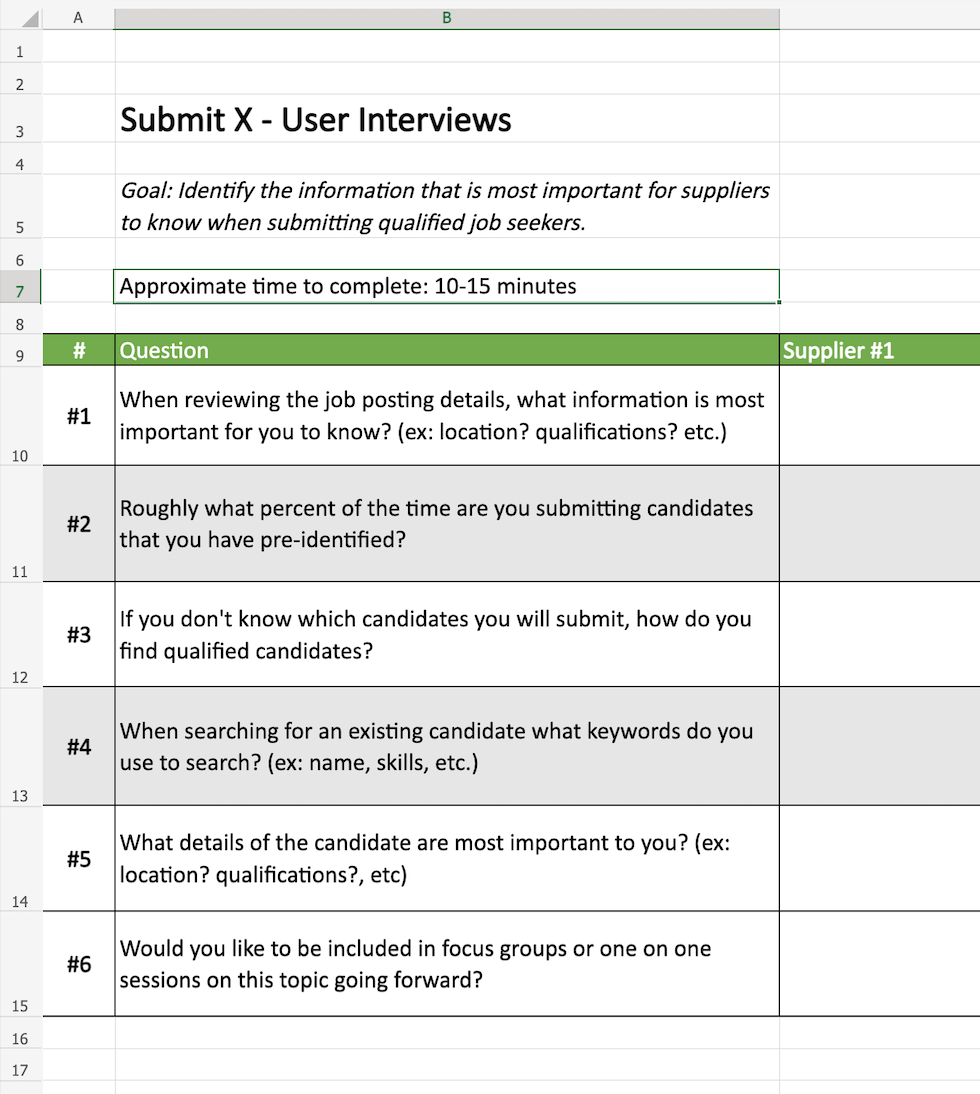 A B
1
2
3 Submit X - User Interviews
4
Goal: Identify the information that is most important for suppliers
5 to know when submitting qualified job seekers.
6
7 Approximate time to complete: 10-15 minutes
8
9 # Question Supplier #1
When reviewing the job posting details, what information is most
#1 important for you to know? (ex: location? qualifications? etc.)
10
Roughly what percent of the time are you submitting candidates
#2 that you have pre-identified?
11
If you don't know which candidates you will submit, how do you
#3 find qualified candidates?
12
When searching for an existing candidate what keywords do you
#4 use to search? (ex: name, skills, etc.)
13
What details of the candidate are most important to you? (ex:
#5 location? qualifications?, etc)
14
Would you like to be included in focus groups or one on one
#6 sessions on this topic going forward?
15
16
17